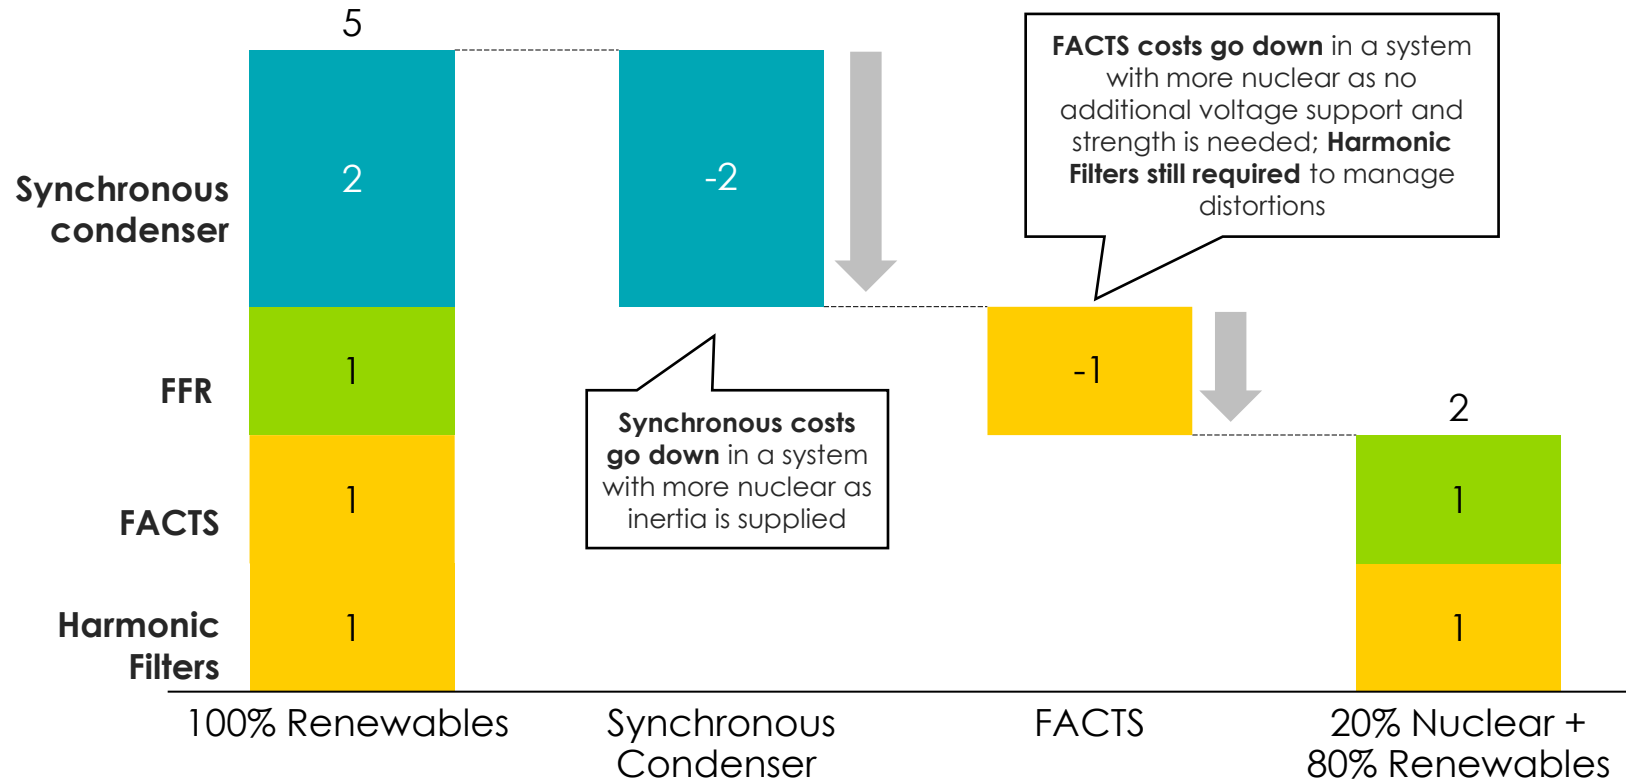 5
Synchronous
condenser
2
-2
FACTS costs go down in a system
with more nuclear as no
additional voltage support and
strength is needed; Harmonic
Filters still required to manage
distortions
FFR
1
Synchronous costs
go down in a system
with more nuclear as
inertia is supplied
-1
2
FACTS
1
1
Harmonic
Filters
1
1
100% Renewables
Synchronous
Condenser
FACTS
20% Nuclear +
80% Renewables